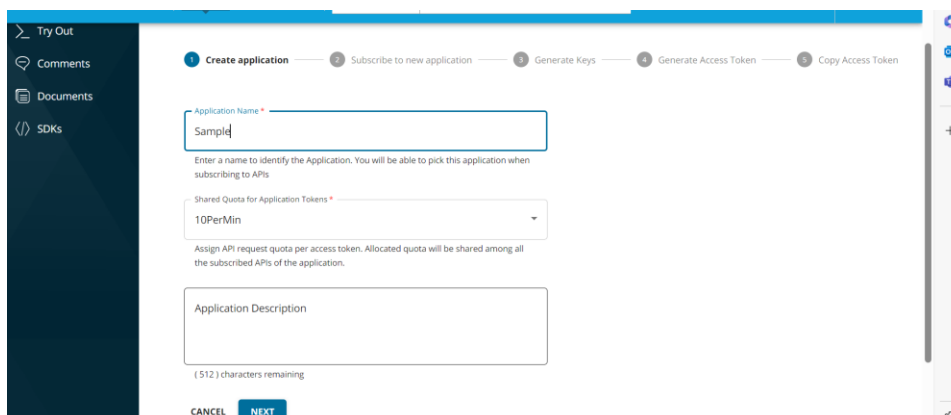 Try Out
Comments
Documents
SDKs
1 Create application 2 Subscribe to new application 3 Generate Keys 4 Generate Access Token 5 Copy Access Token
Application Name *
Sample
Enter a name to identify the Application. You will be able to pick this application when
subscribing to APIs
Shared Quota for Application Tokens *
10PerMin
Assign API request quota per access token. Allocated quota will be shared among all
the subscribed APIs of the application.
Application Description
( 512 ) characters remaining
CANCEL NEXT